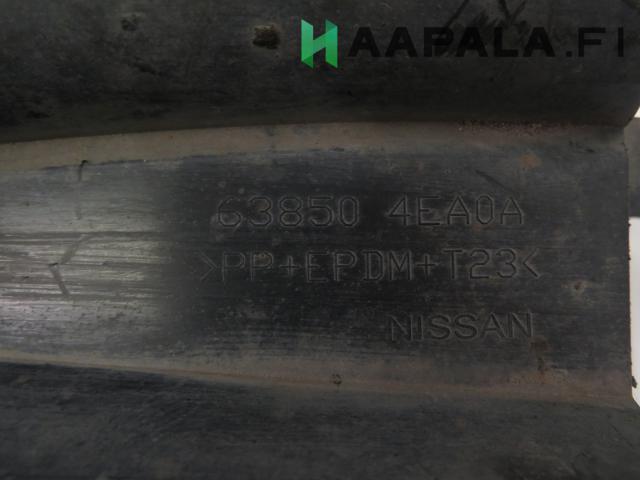 HAAPALA.FI
63850 4EA0A
>PP+EPDM+T23<
NISSAN